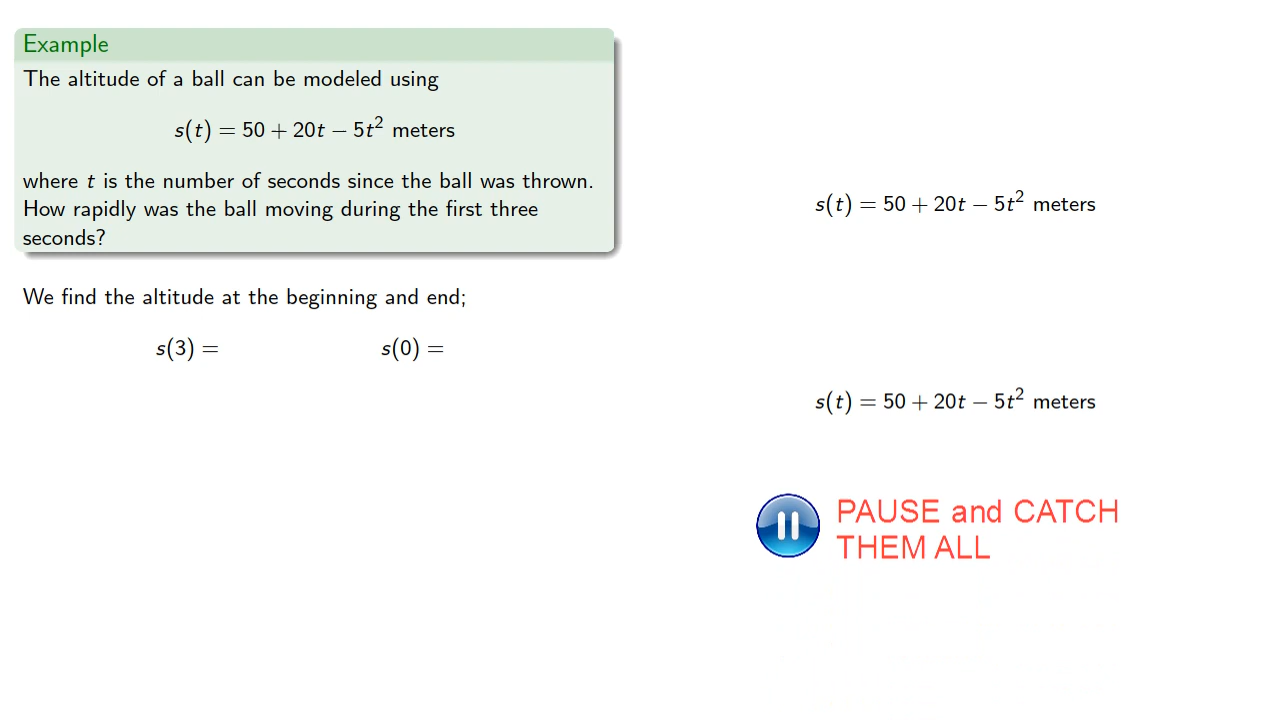 Example
The altitude of a ball can be modeled using
s(t) = 50 + 20t − 5t² meters
where t is the number of seconds since the ball was thrown.
How rapidly was the ball moving during the first three
seconds?
We find the altitude at the beginning and end;
s(3) = s(0) =
s(t) = 50 + 20t − 5t² meters
s(t) = 50 + 20t − 5t² meters
PAUSE and CATCH
THEM ALL